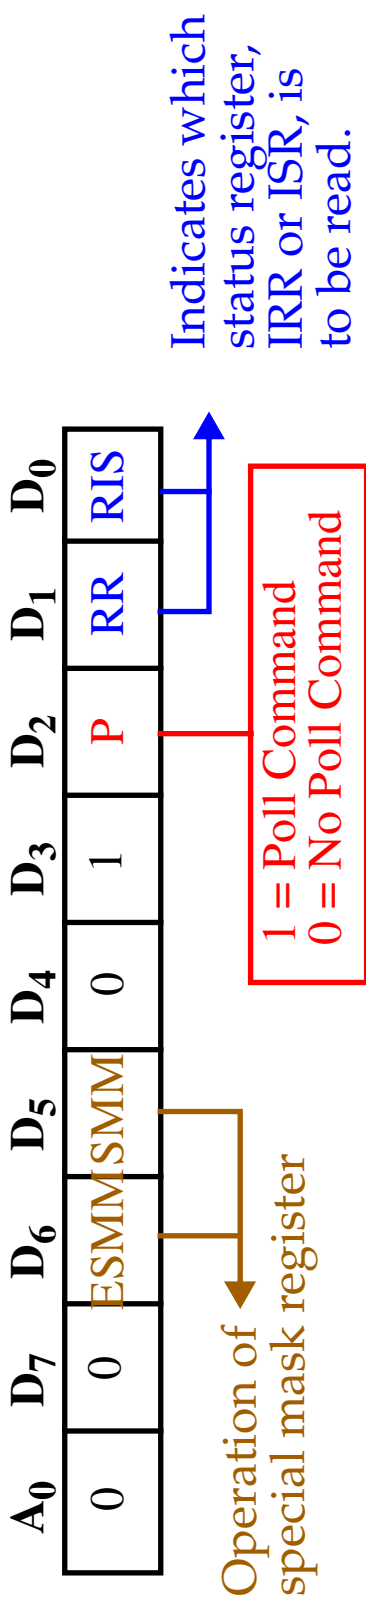 A0 D7 D6 D5 D4 D3 D2 D1 D0
0 0 ESMM SMM 0 1 P RR RIS
Operation of
special mask register
1 = Poll Command
0 = No Poll Command
Indicates which
status register,
IRR or ISR, is
to be read.